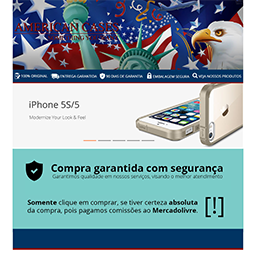 AMERICAN CASES
100% ORIGINAL ENTREGA GARANTIDA 90 DIAS DE GARANTIA EMBALAGEM SEGURA VEJA NOSSOS PRODUTOS
iPhone 5S/5
Modernize Your Look & Feel
Compra garantida com segurança
Garantimos qualidade em nossos serviços, visando o melhor atendimento
Somente clique em comprar, se tiver certeza absoluta
da compra, pois pagamos comissões ao Mercadolivre.
[!]